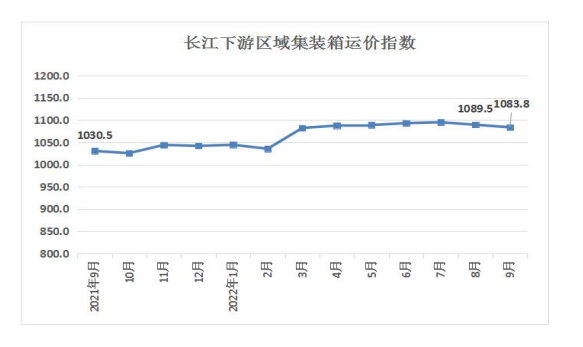 长江下游区域集装箱运价指数
1200.0
1150.0
1100.0
1050.0
1000.0
950.0
900.0
850.0
800.0
1030.5
1089.5
1083.8
2021年9月
10月
11月
12月
2022年1月
2月
3月
4月
5月
6月
7月
8月
9月